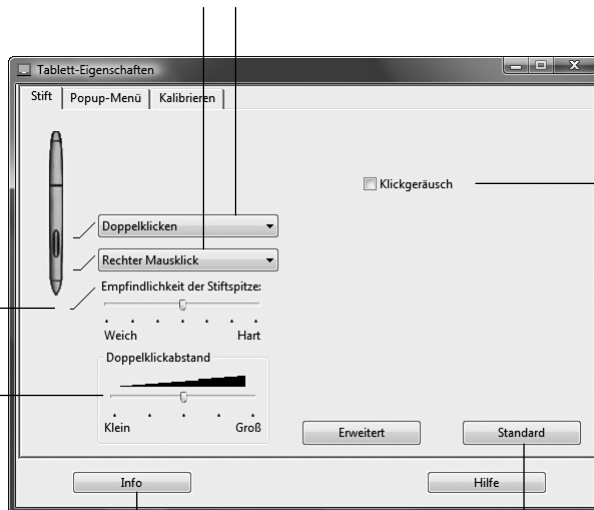 Tablett-Eigenschaften
Stift Popup-Menü Kalibrieren
Klickgeräusch
Doppelklicken
Rechter Mausklick
Empfindlichkeit der Stiftspitze:
Weich Hart
Doppelklickabstand
Klein Groß
Erweitert Standard
Info Hilfe